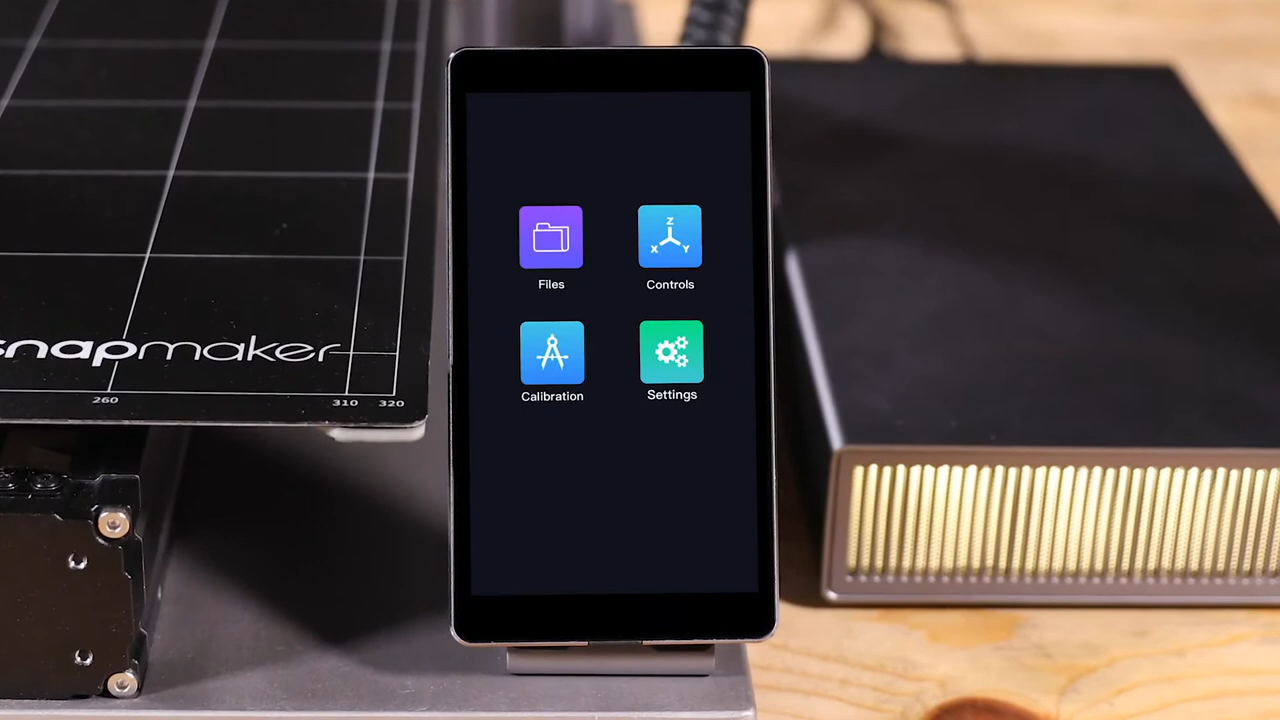 Z
X Y
Files
Controls
Calibration
Settings
snapmaker
260
310 320